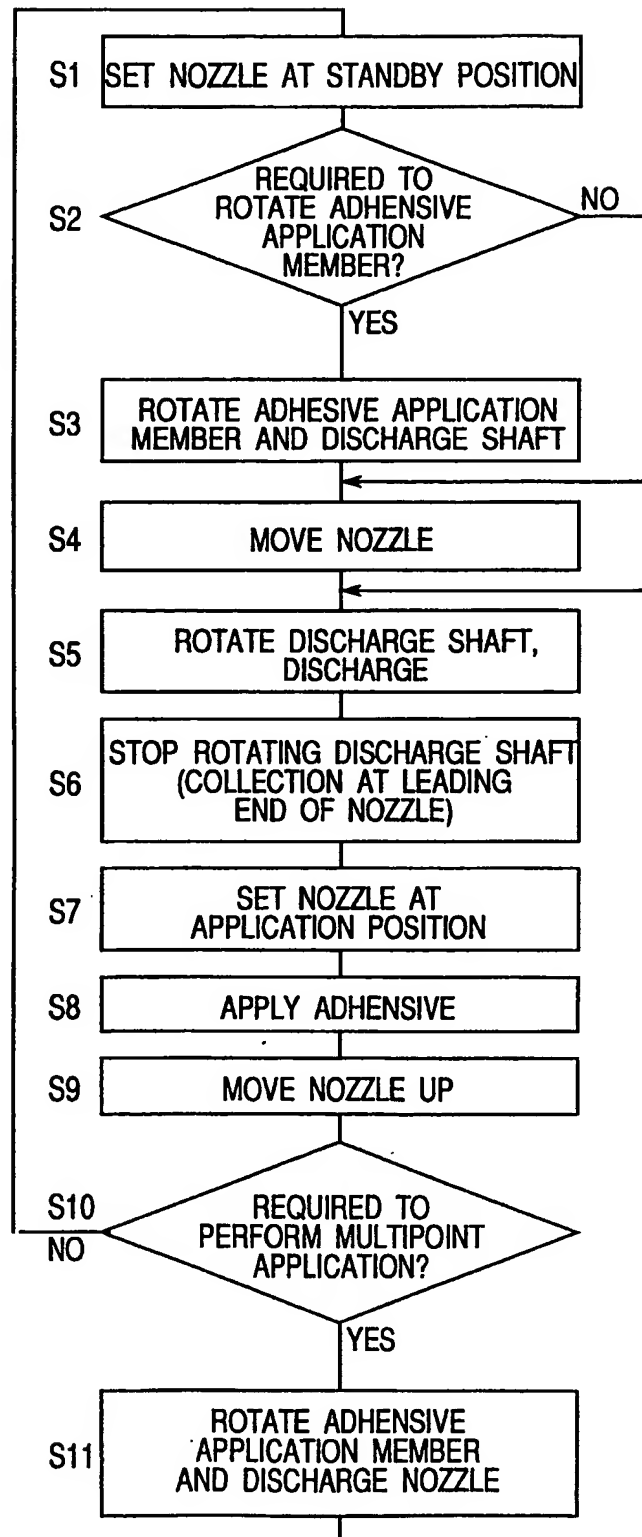 S1
SET NOZZLE AT STANDBY POSITION
S2
REQUIRED TO
ROTATE ADHENSIVE
APPLICATION
MEMBER?
NO
YES
S3
ROTATE ADHESIVE APPLICATION
MEMBER AND DISCHARGE SHAFT
S4
MOVE NOZZLE
S5
ROTATE DISCHARGE SHAFT,
DISCHARGE
S6
STOP ROTATING DISCHARGE SHAFT
(COLLECTION AT LEADING
END OF NOZZLE)
S7
SET NOZZLE AT
APPLICATION POSITION
S8
APPLY ADHENSIVE
S9
MOVE NOZZLE UP
S10
NO
REQUIRED TO
PERFORM MULTIPOINT
APPLICATION?
YES
S11
ROTATE ADHENSIVE
APPLICATION MEMBER
AND DISCHARGE NOZZLE